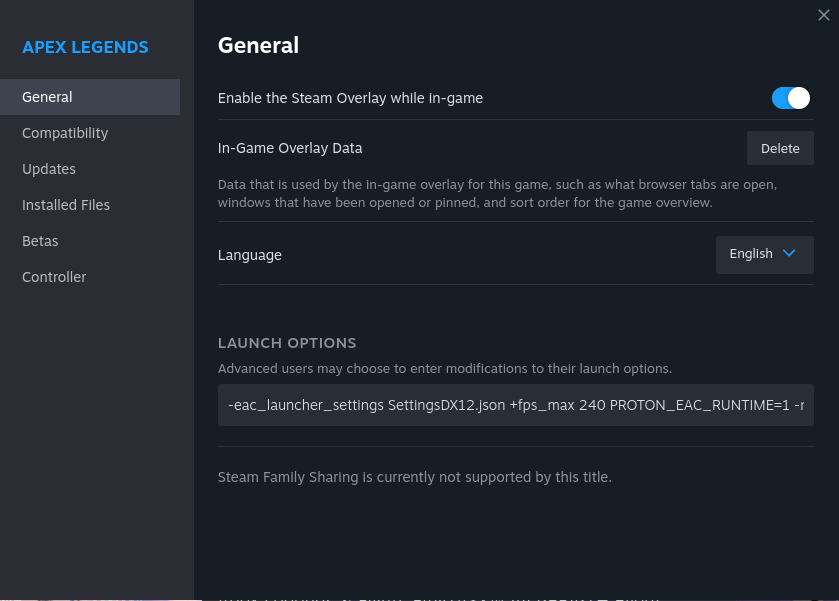 APEX LEGENDS
General
Compatibility
Updates
Installed Files
Betas
Controller
General
Enable the Steam Overlay while in-game
In-Game Overlay Data
Delete
Data that is used by the in-game overlay for this game, such as what browser tabs are open,
windows that have been opened or pinned, and sort order for the game overview.
Language
English
LAUNCH OPTIONS
Advanced users may choose to enter modifications to their launch options.
-eac_launcher_settings SettingsDX12.json +fps_max 240 PROTON_EAC_RUNTIME=1
Steam Family Sharing is currently not supported by this title.